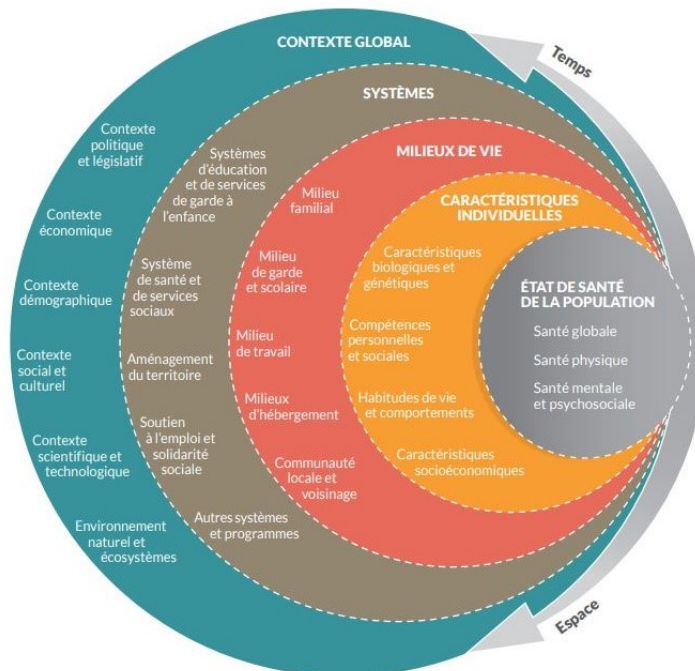 CONTEXTE GLOBAL
Contexte
politique
et législatif
Contexte
économique
Contexte
démographique
Contexte
social et
culturel
Contexte
scientifique et
technologique
Environnement
naturel et
écosystèmes
SYSTÈMES
Systèmes
d'éducation
et de services
de garde à
l'enfance
Système
de santé et
de services
sociaux
Aménagement
du territoire
Soutien
à l'emploi et
solidarité
sociale
Autres systèmes
et programmes
MILIEUX DE VIE
Milieu
familial
Milieu
de garde
et scolaire
Milieu
de travail
Milieux
d'hébergement
Communauté
locale et
voisinage
CARACTÉRISTIQUES
INDIVIDUELLES
Caractéristiques
biologiques et
génétiques
Compétences
personnelles
et sociales
Habitudes de vie
et comportements
Caractéristiques
socioéconomiques
ÉTAT DE SANTÉ
DE LA POPULATION
Santé globale
Santé physique
Santé mentale
et psychosociale
Temps
Espace